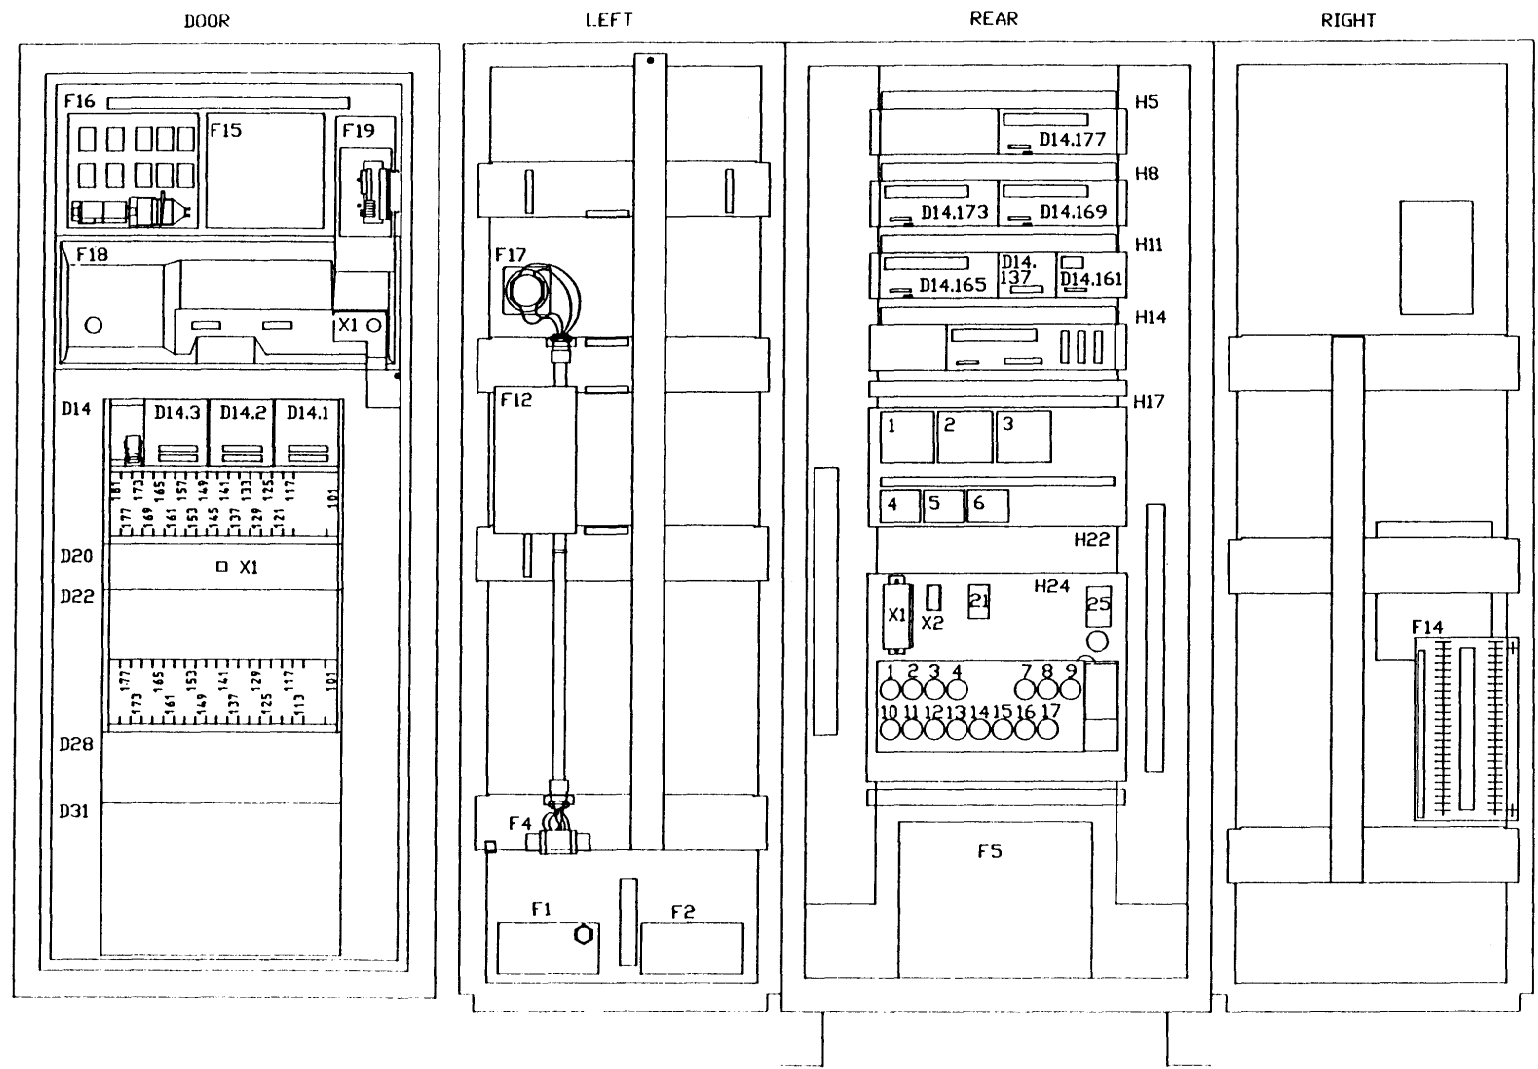 DOOR
LEFT
REAR
RIGHT
F16
F15
F19
F18
X1
D14
D14.3
D14.2
D14.1
181 173 165 157 149 141 133 125 117 101
177 169 161 153 145 137 129 121
D20
X1
D22
177 165 153 141 129 117 101
173 161 149 137 125 113
D28
D31
F17
F12
F4
F1
F2
H5
D14.177
H8
D14.173
D14.169
H11
D14.165
D14.
137
D14.161
H14
H17
1 2 3
4 5 6
H22
H24
X1
X2
21
25
1 2 3 4 7 8 9
10 11 12 13 14 15 16 17
F5
F14